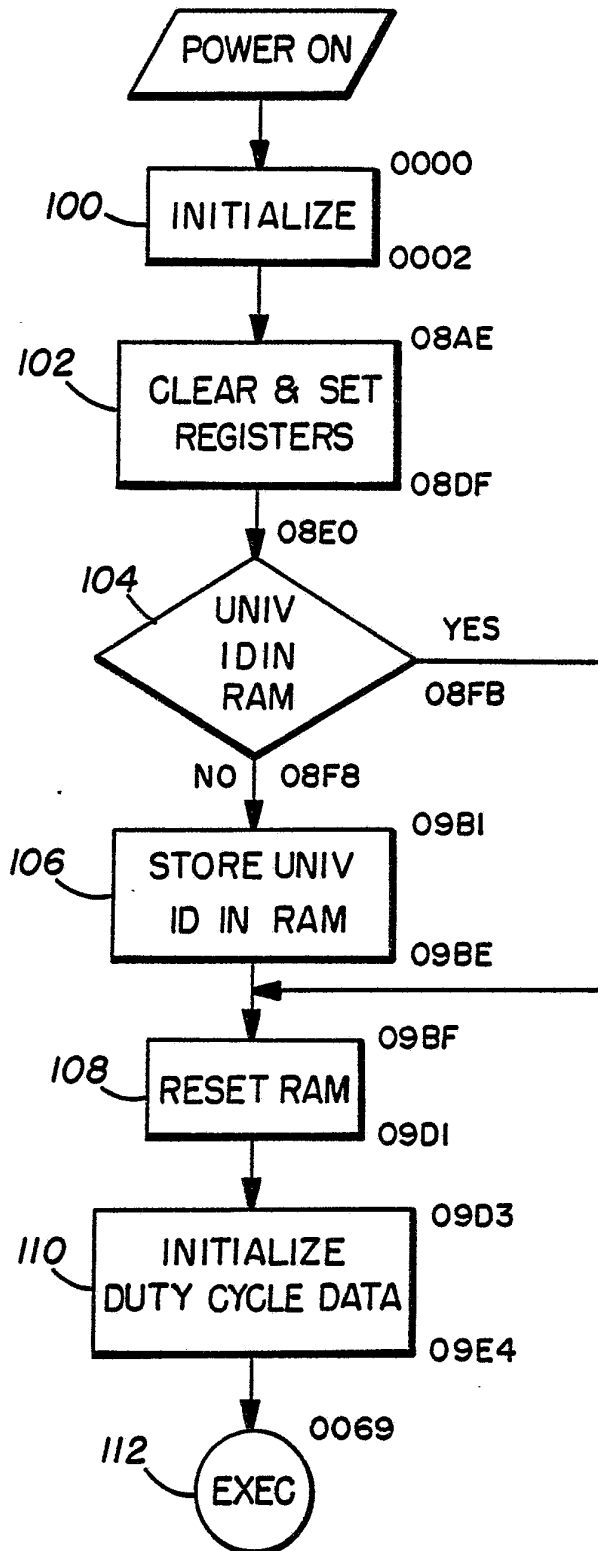 POWER ON
0000
100
INITIALIZE
0002
08AE
102
CLEAR & SET
REGISTERS
08DF
08E0
104
UNIV
ID IN
RAM
YES
08FB
NO
08F8
09B1
106
STORE UNIV
ID IN RAM
09BE
09BF
108
RESET RAM
09D1
09D3
110
INITIALIZE
DUTY CYCLE DATA
09E4
0069
112
EXEC